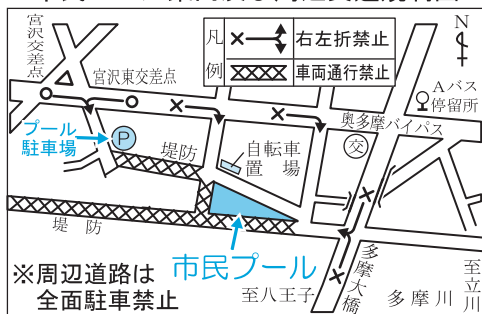 宮沢交差点
宮沢東交差点
凡例
右左折禁止
車両通行禁止
N
Aバス
停留所
奥多摩バイパス
交
プール
駐車場
P
堤防
自転車
置場
堤防
市民プール
※周辺道路は
全面駐車禁止
至八王子
多摩大橋
多摩川
至立川